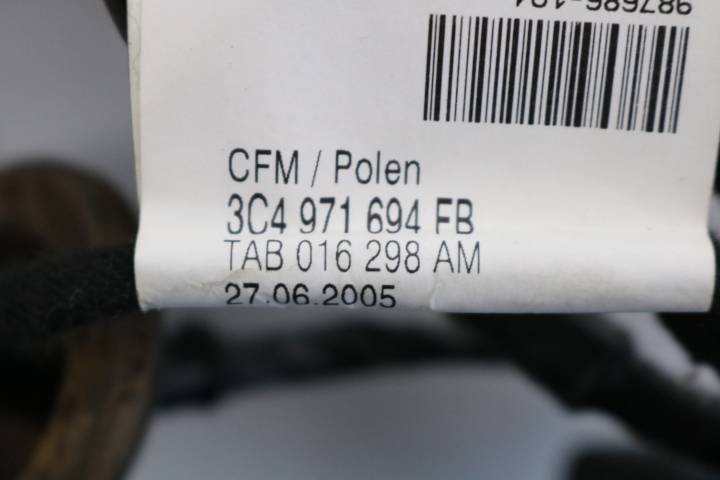 CFM / Polen
3C4 971 694 FB
TAB 016 298 AM
27.06.2005